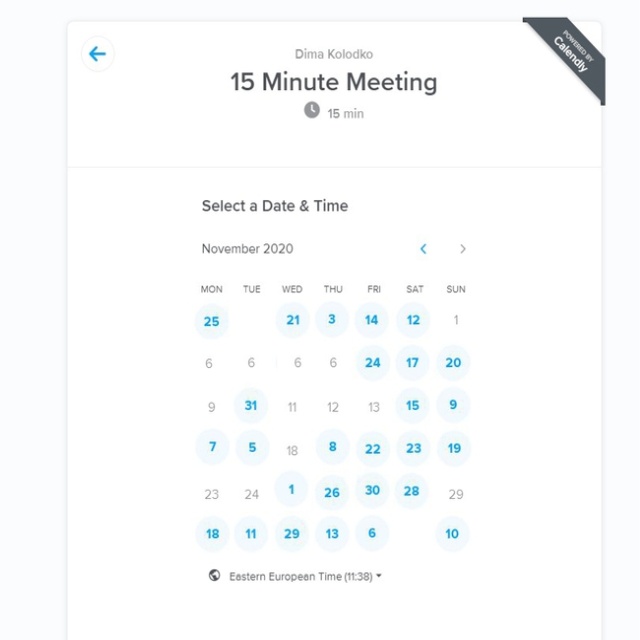 POWERED BY
Calendly
Dima Kolodko
15 Minute Meeting
15 min
Select a Date & Time
November 2020
MON TUE WED THU FRI SAT SUN
25 21 3 14 12 1
6 6 6 6 24 17 20
9 31 11 12 13 15 9
7 5 18 8 22 23 19
23 24 1 26 30 28 29
18 11 29 13 6 10
Eastern European Time (11:38)